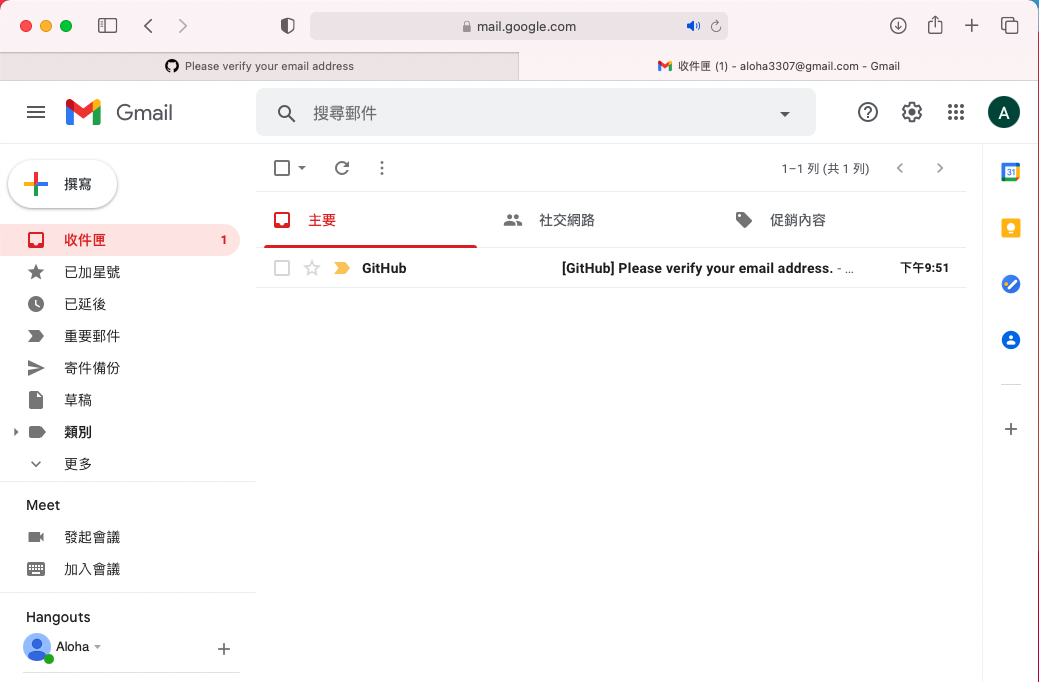 mail.google.com
Please verify your email address
收件匣 (1) - aloha3307@gmail.com - Gmail
Gmail
搜尋郵件
A
撰寫
1–1 列 (共 1 列)
31
收件匣 1
主要
社交網路
促銷內容
已加星號
GitHub
[GitHub] Please verify your email address. - ...
下午9:51
已延後
重要郵件
寄件備份
草稿
類別
更多
Meet
發起會議
加入會議
Hangouts
Aloha